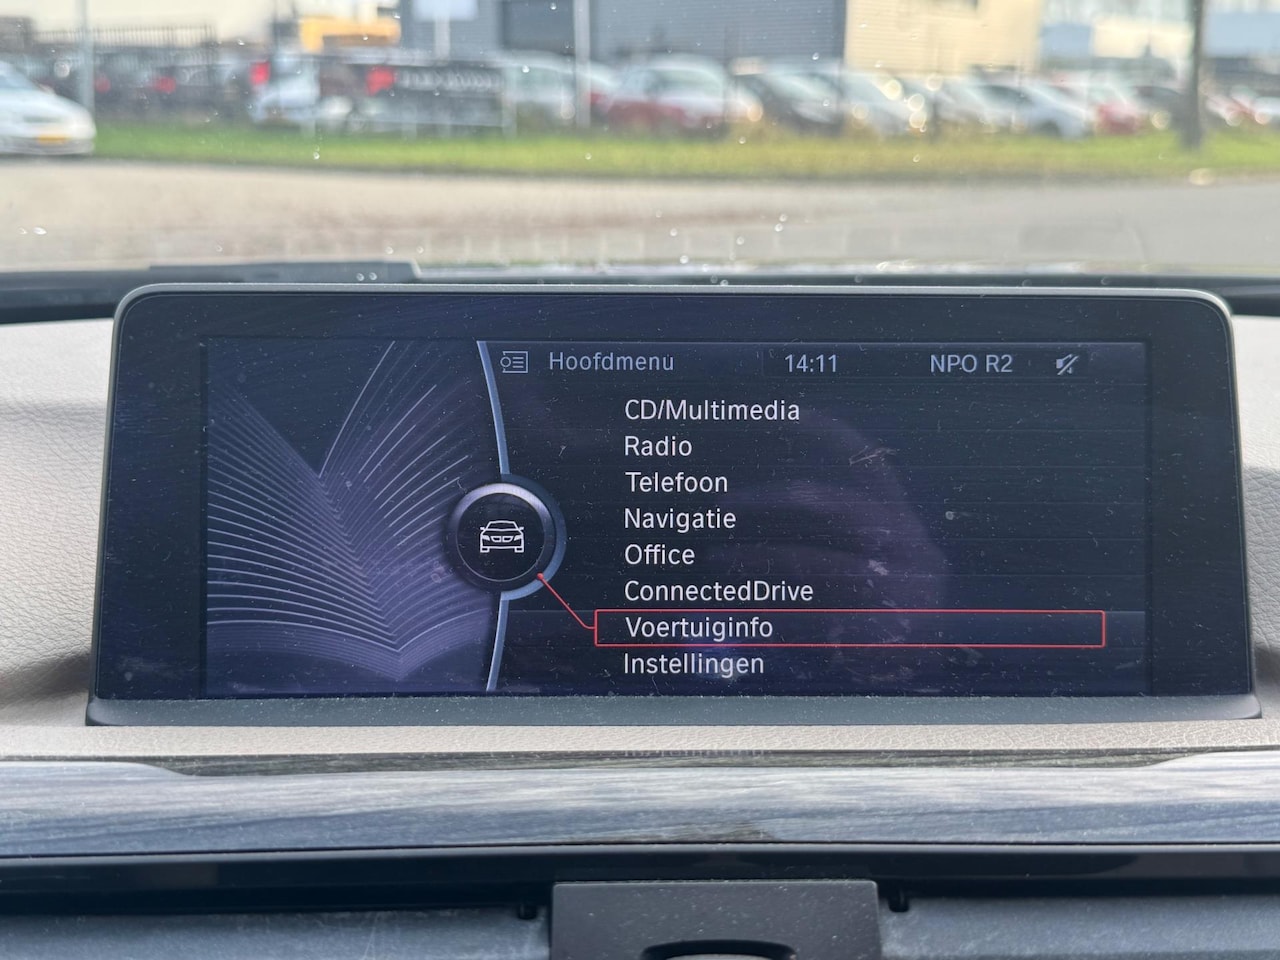 Hoofdmenu 14:11 NPO R2
CD/Multimedia
Radio
Telefoon
Navigatie
Office
ConnectedDrive
Voertuiginfo
Instellingen